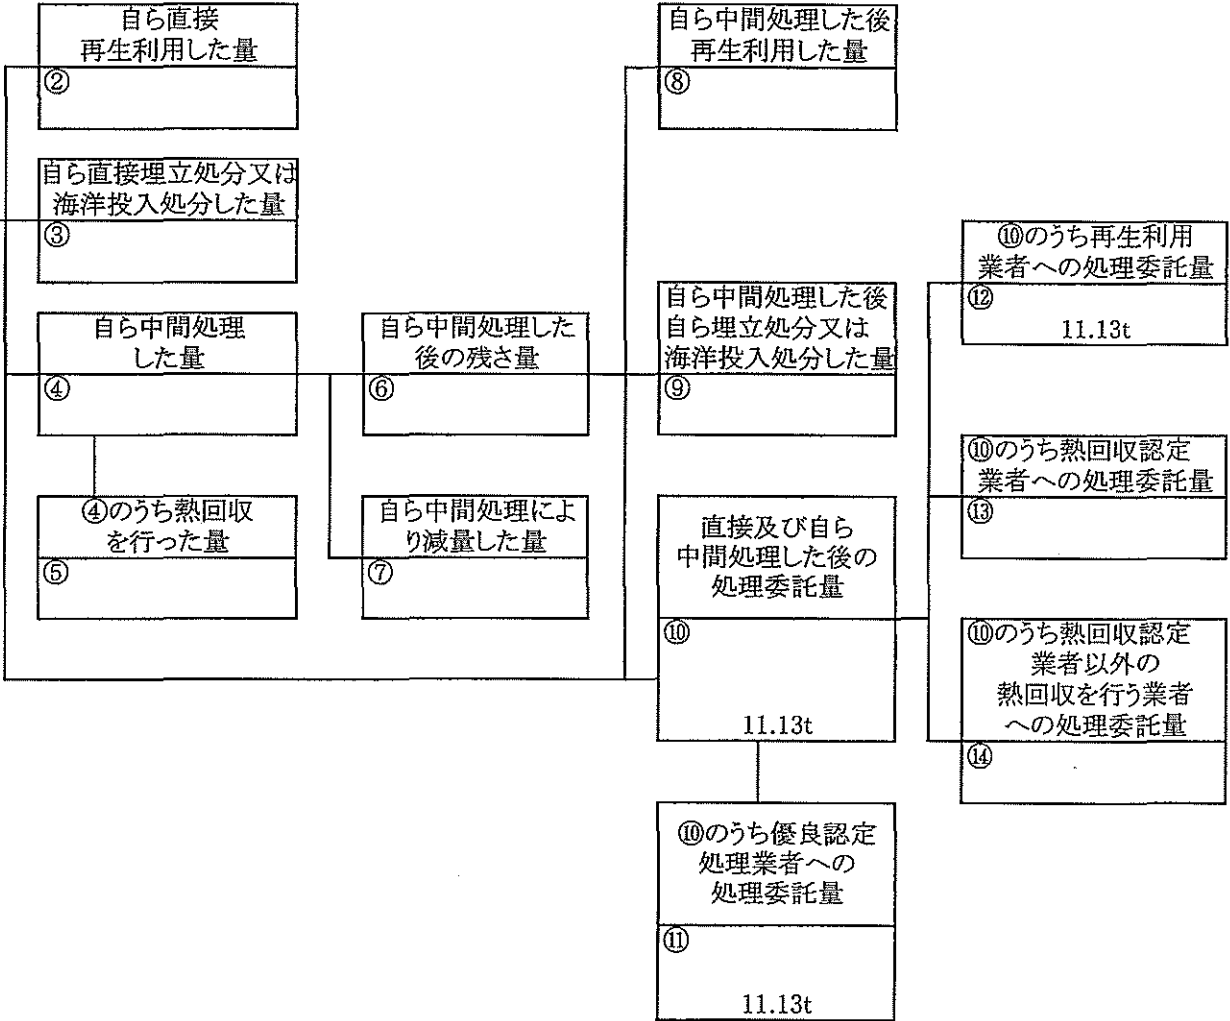 自ら直接
再生利用した量
②
自ら直接埋立処分又は
海洋投入処分した量
③
自ら中間処理
した量
④
④のうち熱回収
を行った量
⑤
自ら中間処理した
後の残さ量
⑥
自ら中間処理によ
り減量した量
⑦
自ら中間処理した後
再生利用した量
⑧
自ら中間処理した後
自ら埋立処分又は
海洋投入処分した量
⑨
直接及び自ら
中間処理した後の
処理委託量
⑩
11.13t
⑩のうち優良認定
処理業者への
処理委託量
⑪
11.13t
⑩のうち再生利用
業者への処理委託量
⑫
11.13t
⑩のうち熱回収認定
業者への処理委託量
⑬
⑩のうち熱回収認定
業者以外の
熱回収を行う業者
への処理委託量
⑭